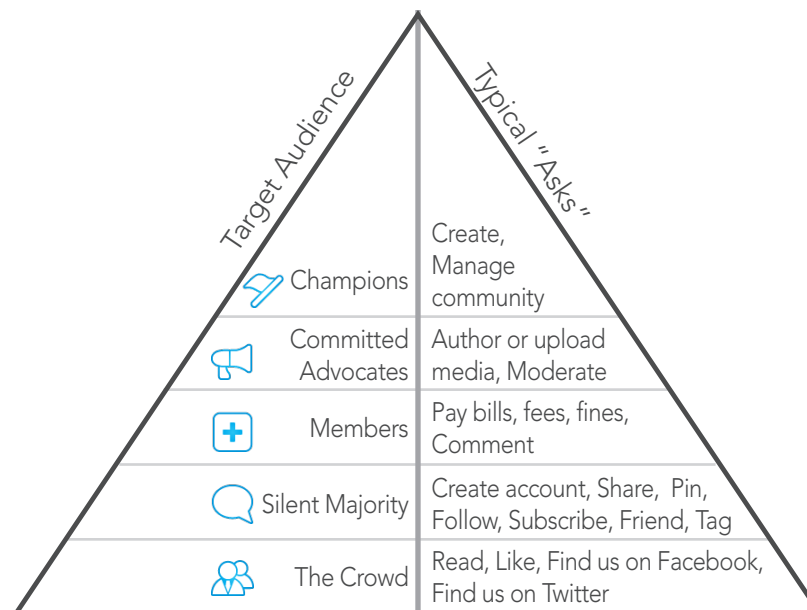 Target Audience
Typical "Asks"
Champions
Create,
Manage
community
Committed
Advocates
Author or upload
media, Moderate
Members
Pay bills, fees, fines,
Comment
Silent Majority
Create account, Share, Pin,
Follow, Subscribe, Friend, Tag
The Crowd
Read, Like, Find us on Facebook,
Find us on Twitter